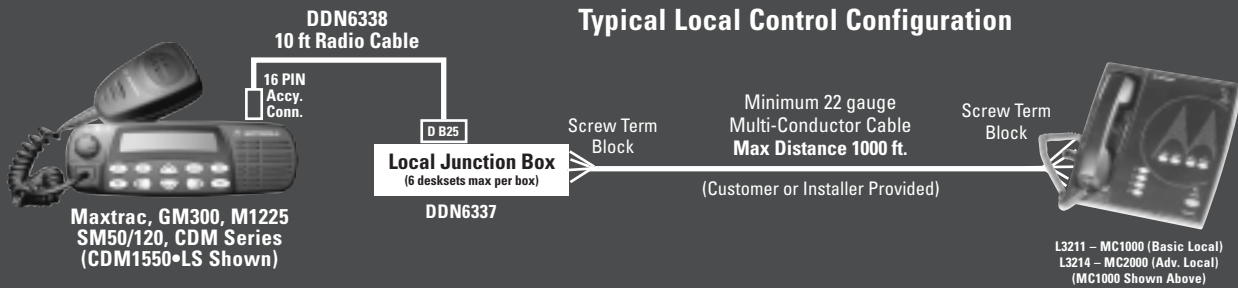 Typical Local Control Configuration
DDN6338
10 ft Radio Cable
16 PIN
Accy.
Conn.
D B25
Local Junction Box
(6 desksets max per box)
DDN6337
Screw Term
Block
Minimum 22 gauge
Multi-Conductor Cable
Max Distance 1000 ft.
(Customer or Installer Provided)
Screw Term
Block
Maxtrac, GM300, M1225
SM50/120, CDM Series
(CDM1550•LS Shown)
L3211 – MC1000 (Basic Local)
L3214 – MC2000 (Adv. Local)
(MC1000 Shown Above)